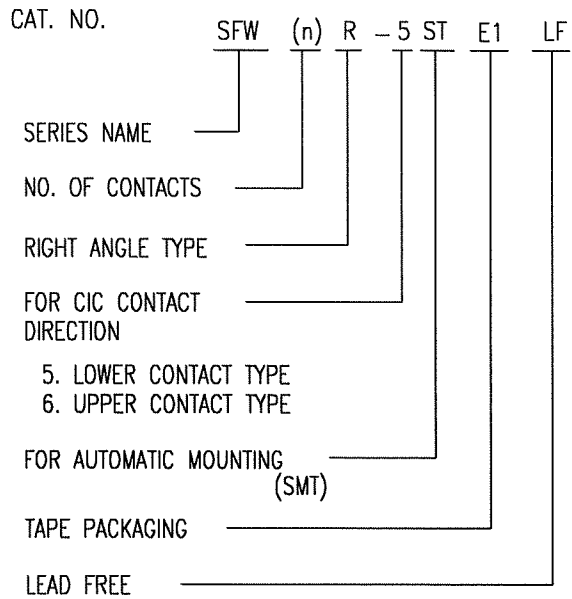 CAT. NO.
SFW (n) R -5 ST E1 LF
SERIES NAME
NO. OF CONTACTS
RIGHT ANGLE TYPE
FOR CIC CONTACT
DIRECTION
5. LOWER CONTACT TYPE
6. UPPER CONTACT TYPE
FOR AUTOMATIC MOUNTING
(SMT)
TAPE PACKAGING
LEAD FREE